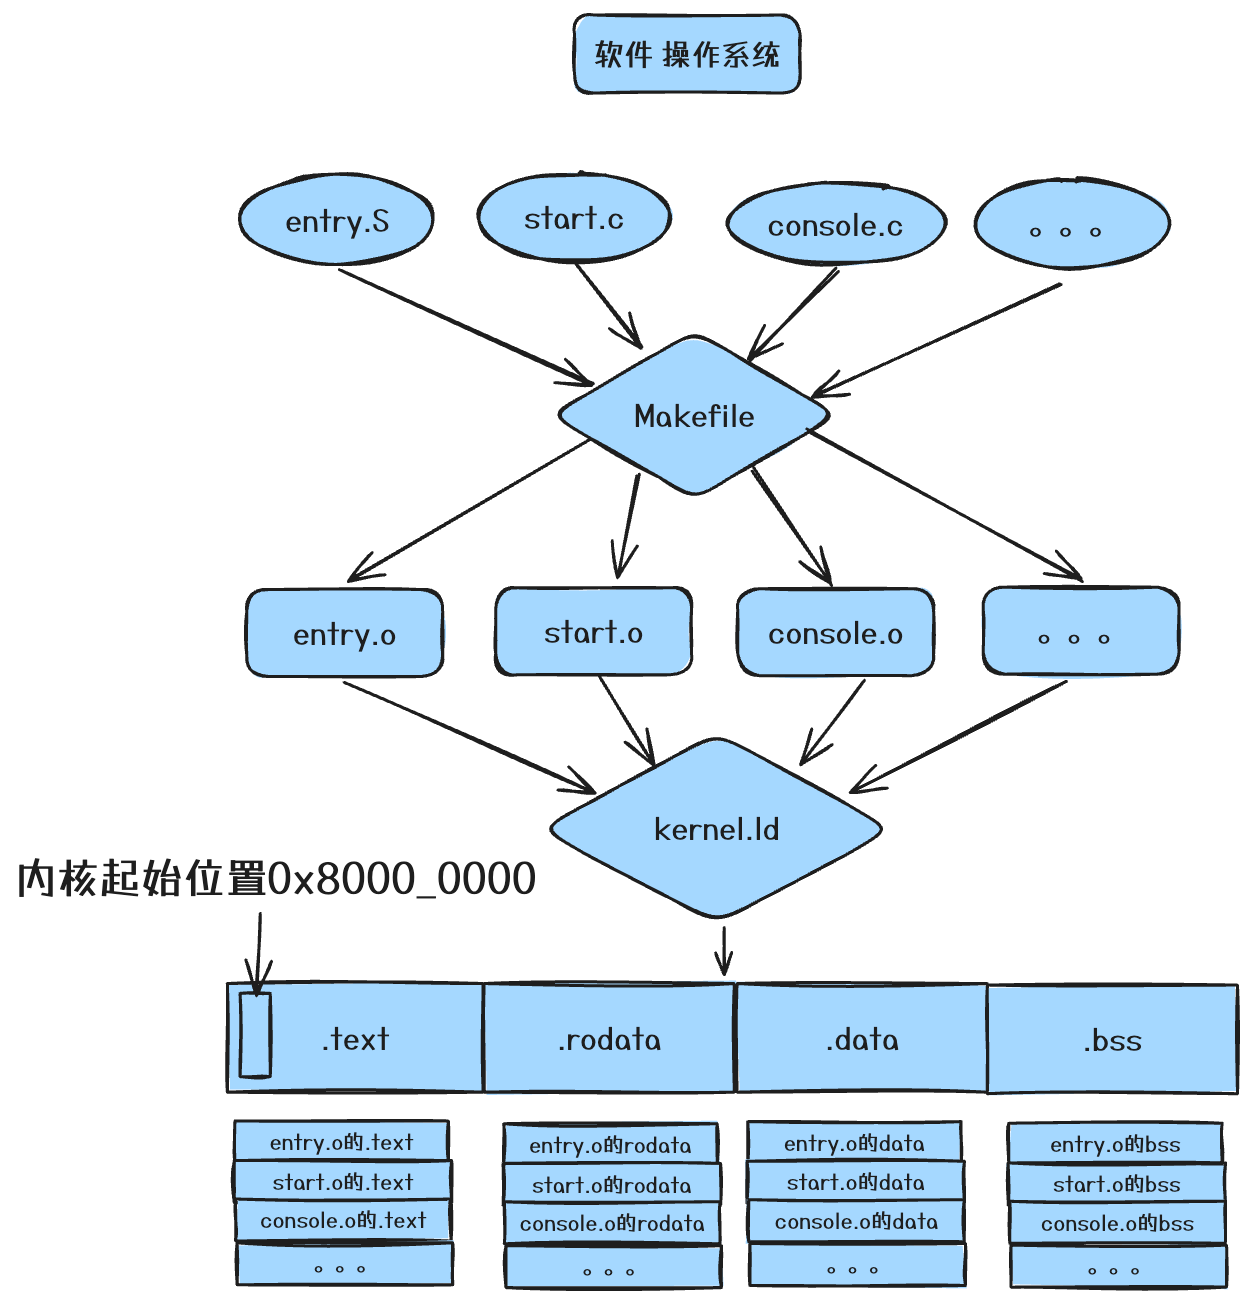 软件 操作系统
entry.S
start.c
console.c
。。。
Makefile
entry.o
start.o
console.o
。。。
kernel.ld
内核起始位置0x8000_0000
.text
.rodata
.data
.bss
entry.o的.text
start.o的.text
console.o的.text
。。。
entry.o的rodata
start.o的rodata
console.o的rodata
。。。
entry.o的data
start.o的data
console.o的data
。。。
entry.o的bss
start.o的bss
console.o的bss
。。。